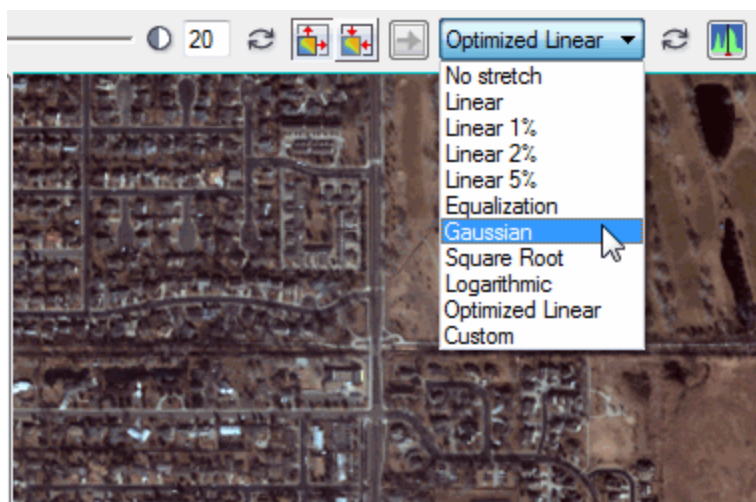 20
Optimized Linear
No stretch
Linear
Linear 1%
Linear 2%
Linear 5%
Equalization
Gaussian
Square Root
Logarithmic
Optimized Linear
Custom